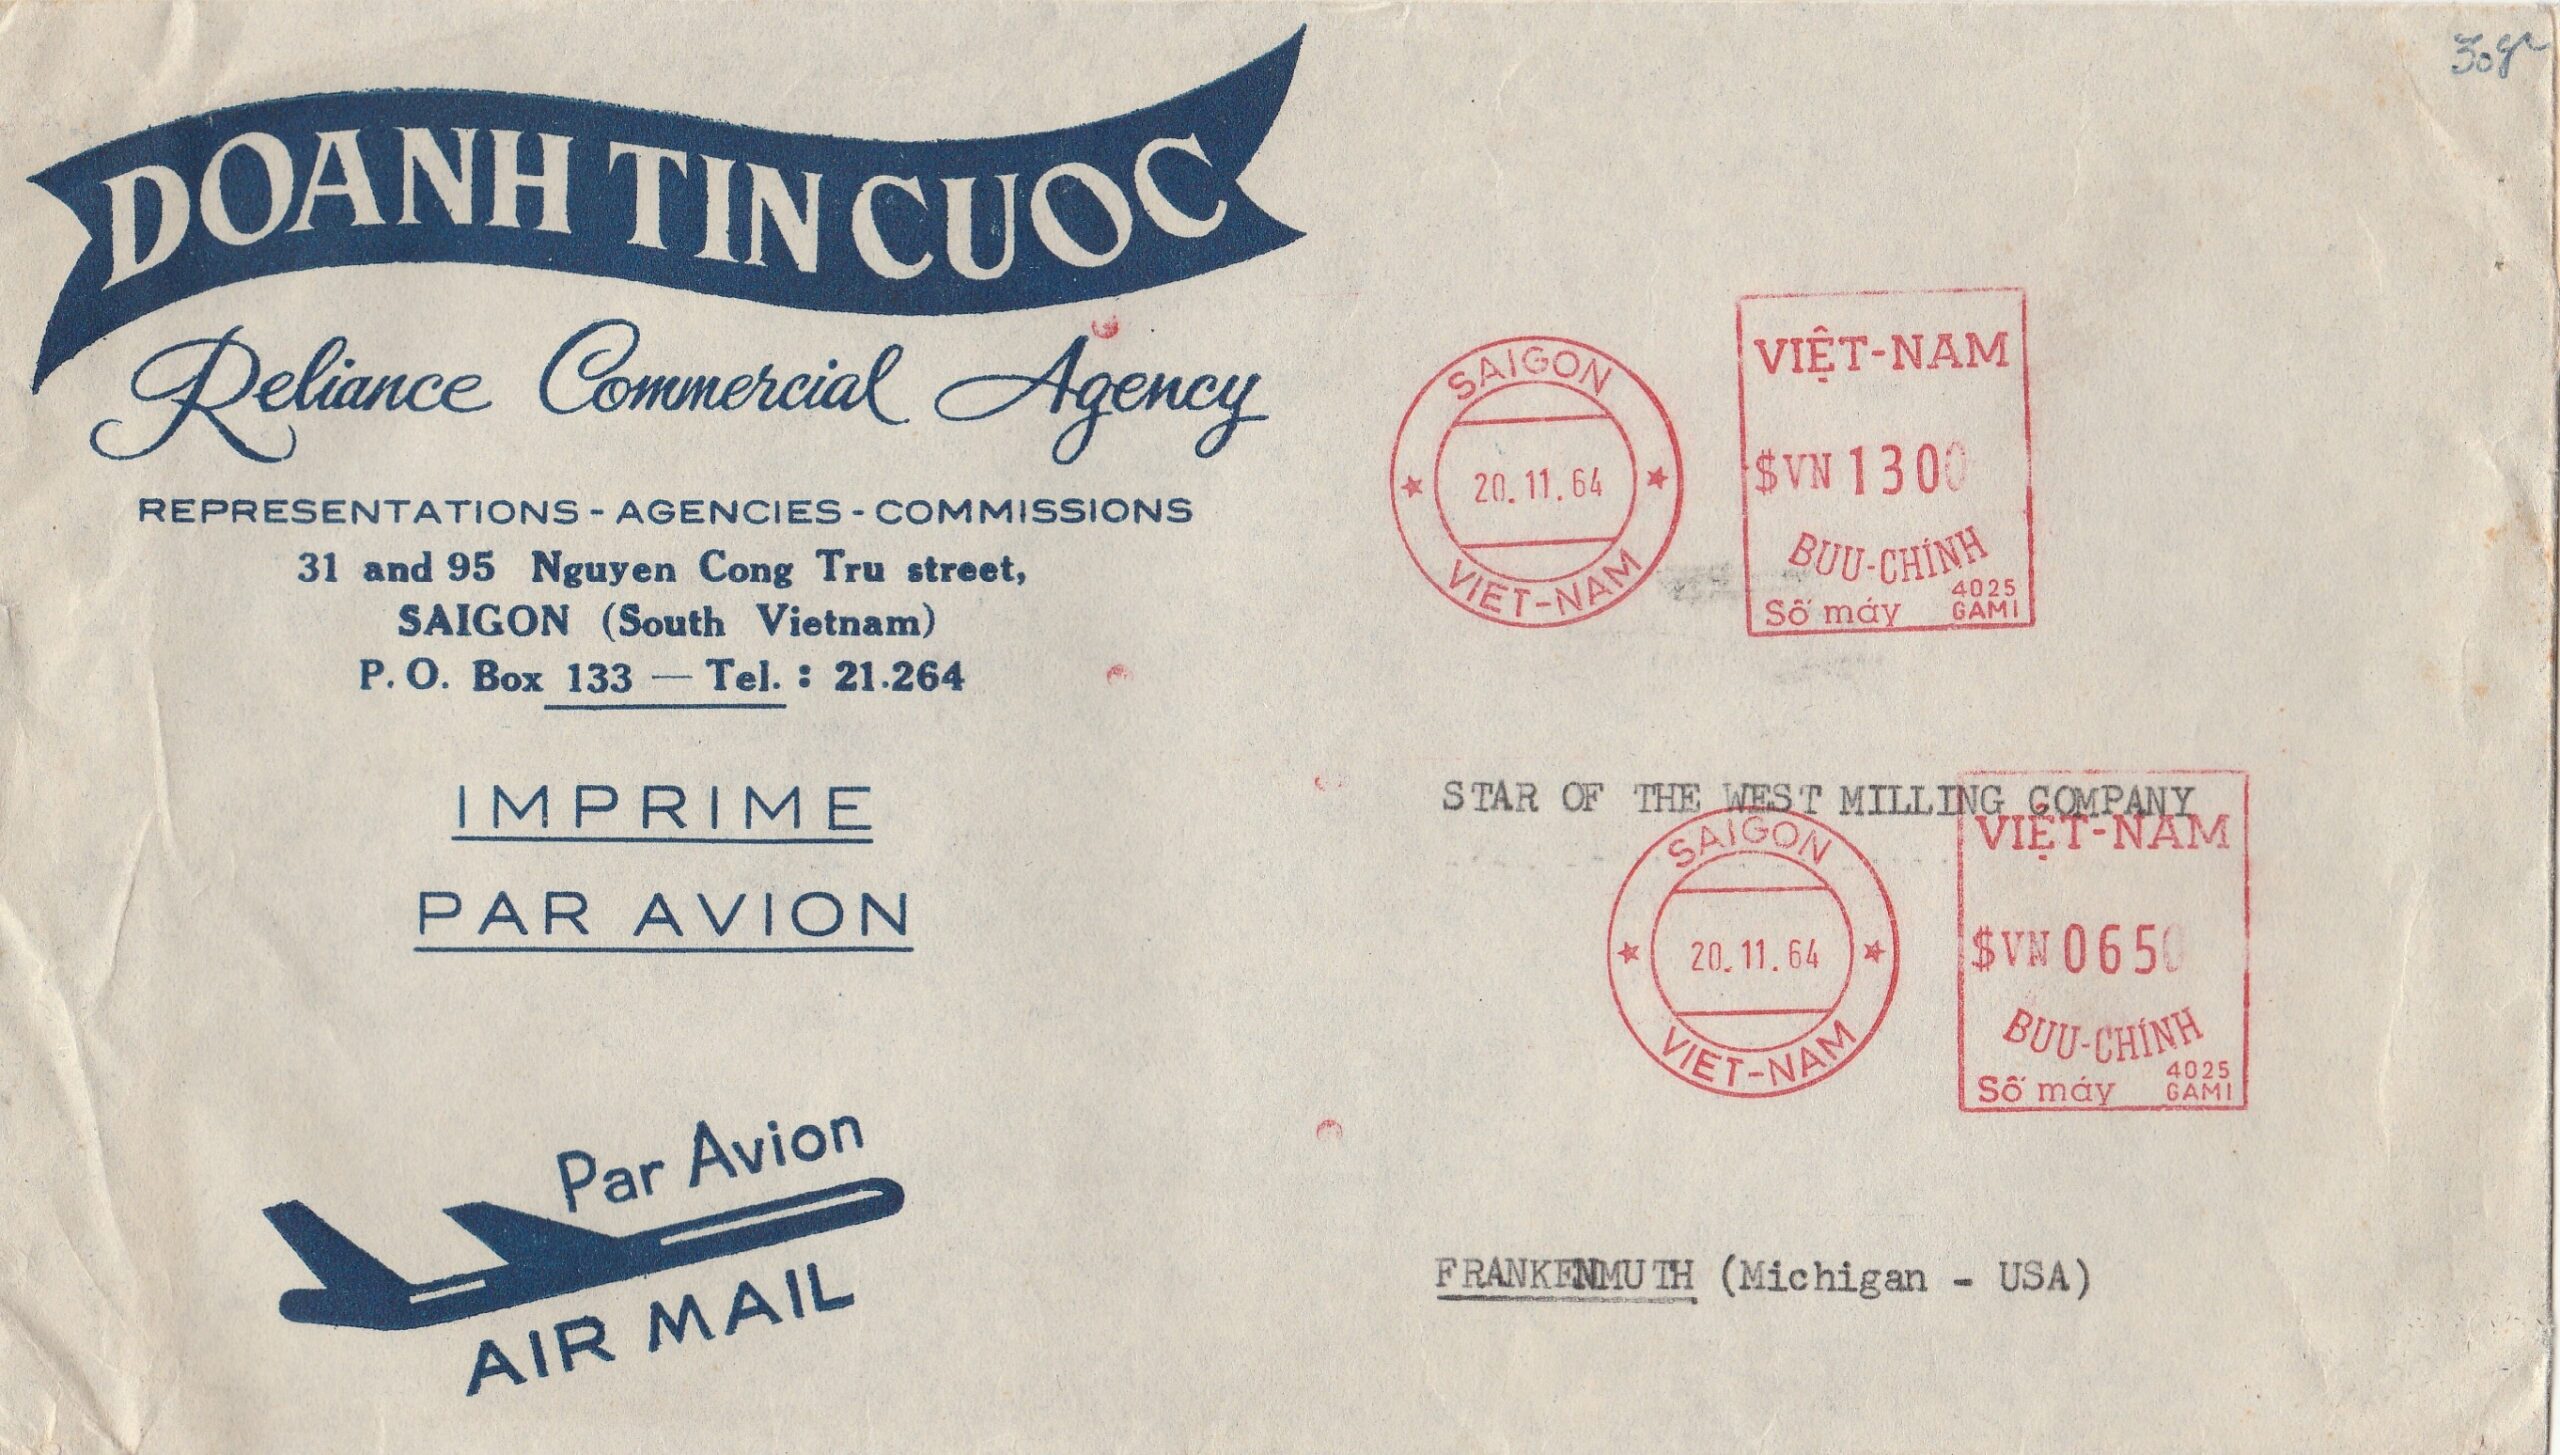 30gr
DOANH TIN CUOC
Reliance Commercial Agency
REPRESENTATIONS - AGENCIES - COMMISSIONS
31 and 95 Nguyen Cong Tru street,
SAIGON (South Vietnam)
P. O. Box 133 — Tel. : 21.264
IMPRIME
PAR AVION
Par Avion
AIR MAIL
SAIGON
20.11.64
VIET-NAM
VIỆT-NAM
$VN 1300
BUU-CHÍNH
Số máy 4025
GAMI
STAR OF THE WEST MILLING COMPANY
SAIGON
20.11.64
VIET-NAM
VIỆT-NAM
$VN 0650
BUU-CHÍNH
Số máy 4025
GAMI
FRANKENMUTH (Michigan - USA)